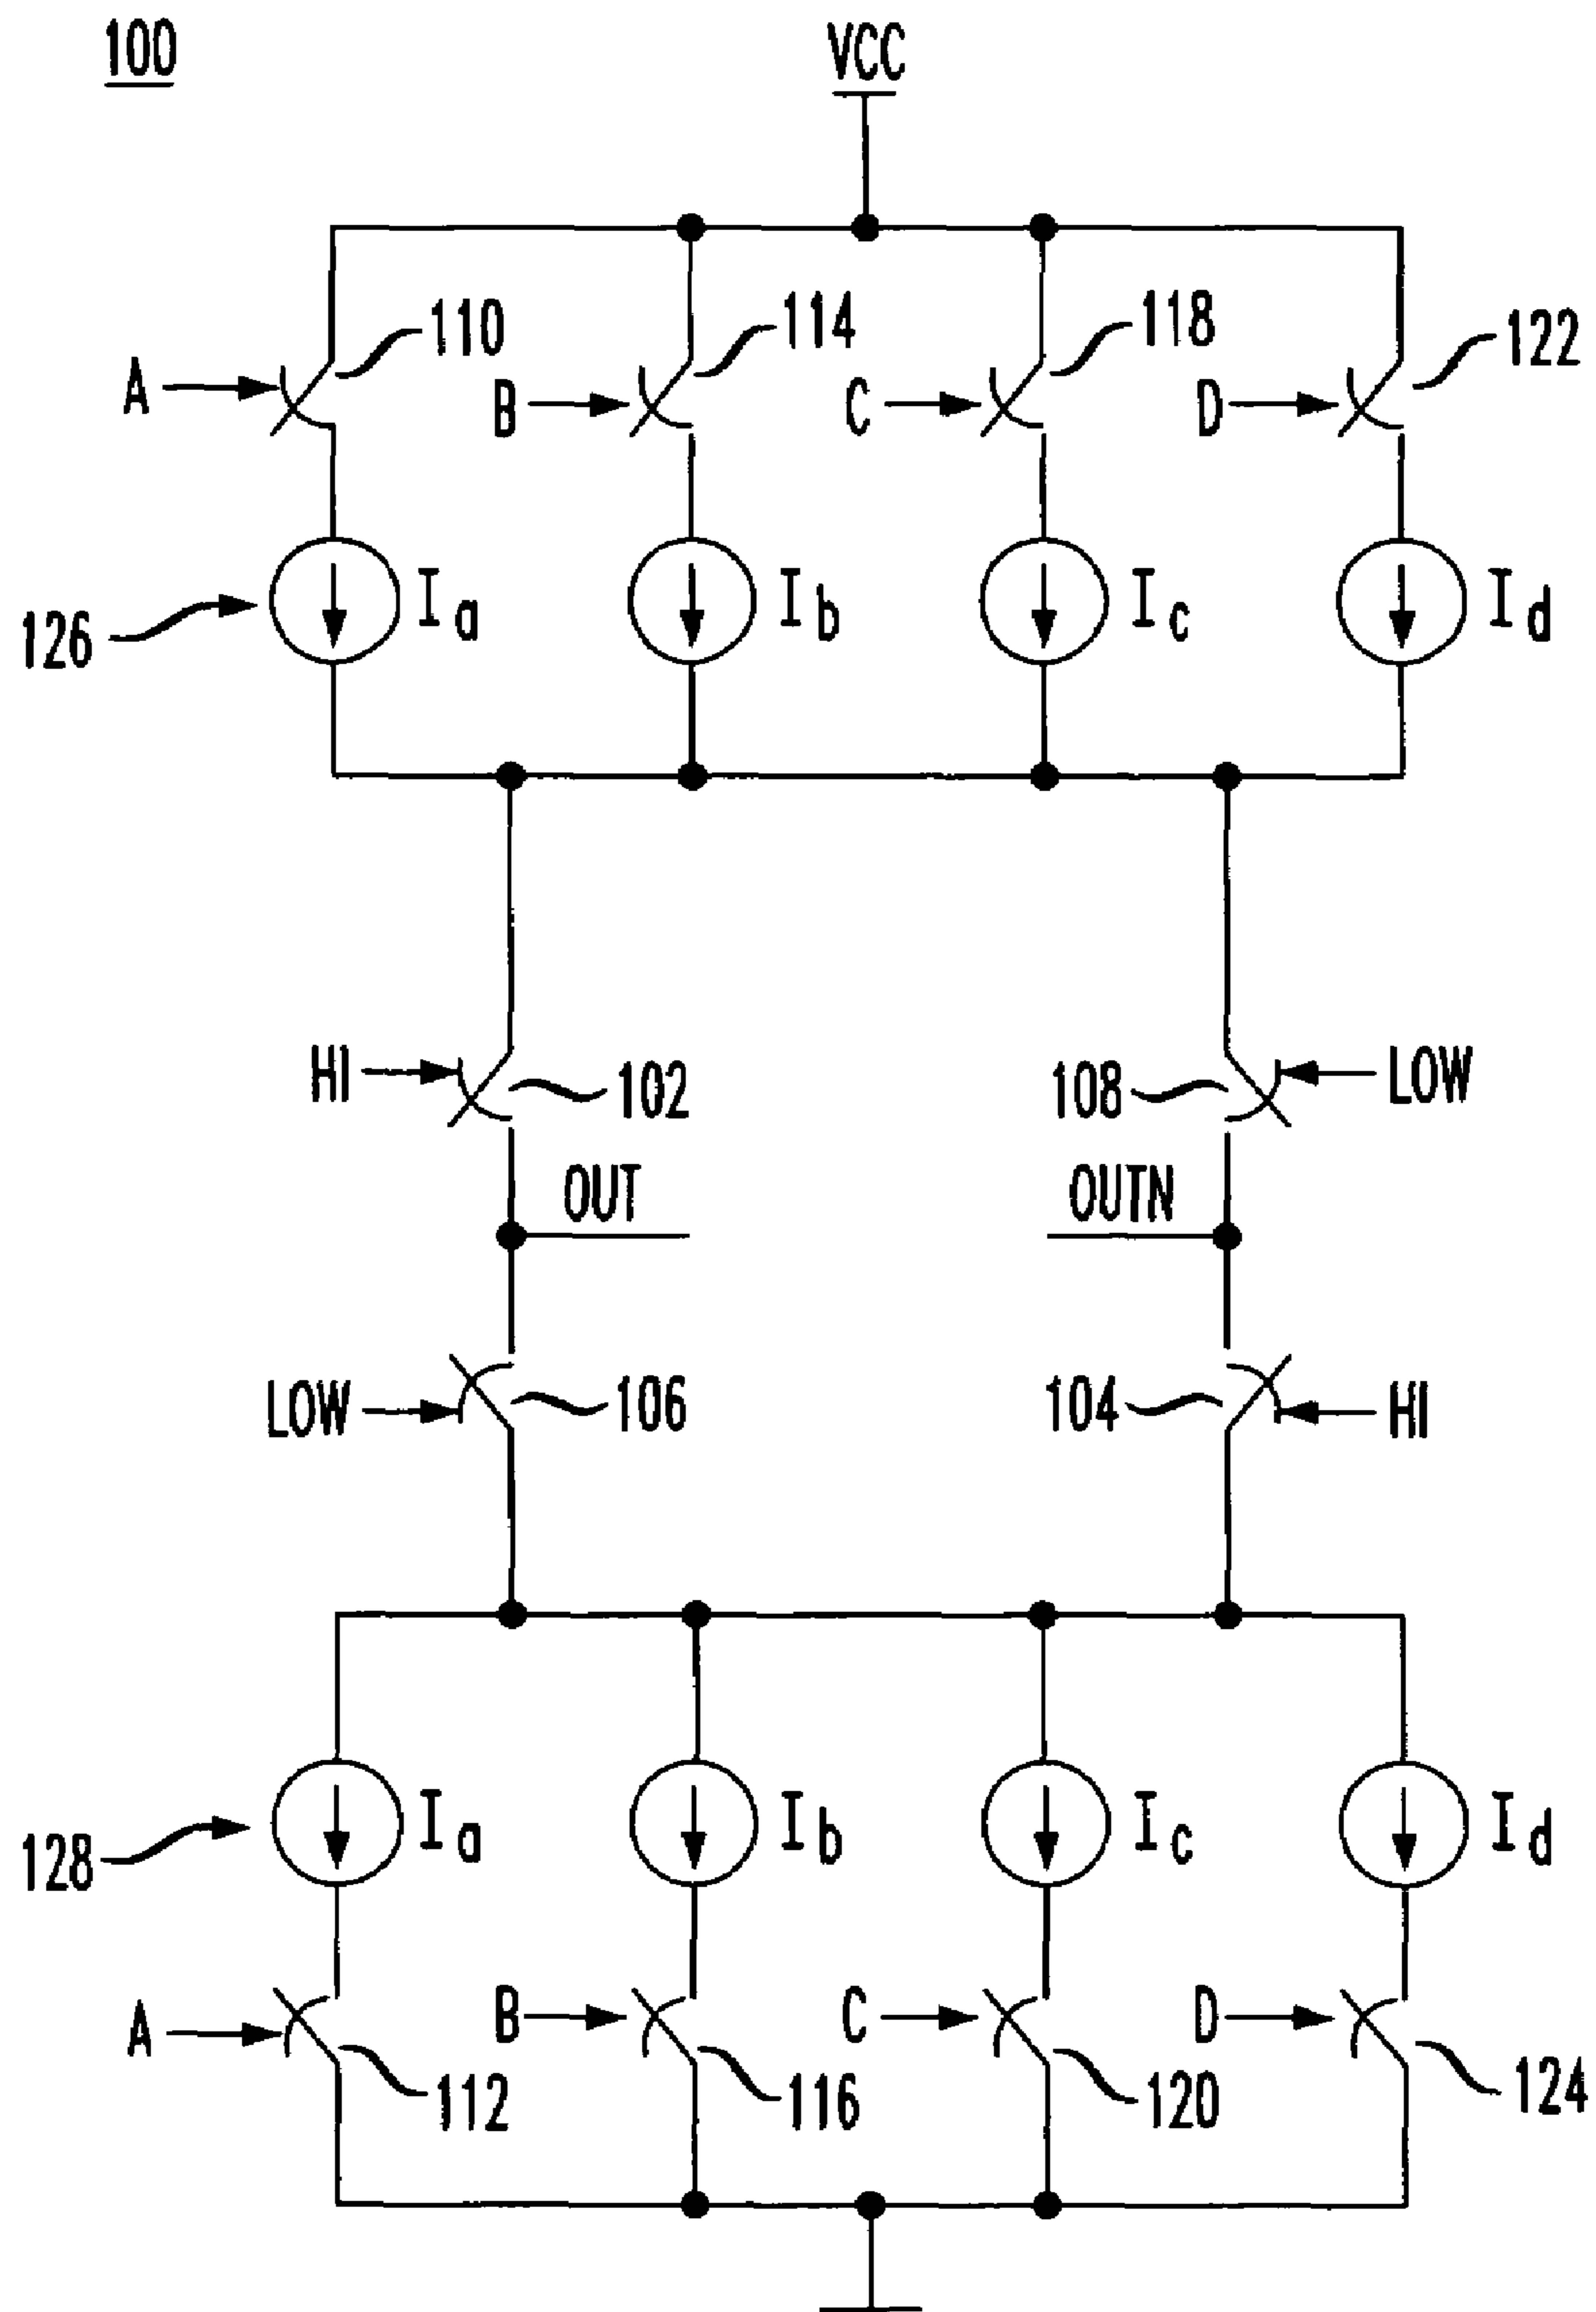 100
VCC
A 110 B 114 C 118 D 122
126 Ia Ib Ic Id
HI 102 108 LOW
OUT OUTN
LOW 106 104 HI
128 Ia Ib Ic Id
A 112 B 116 C 120 D 124